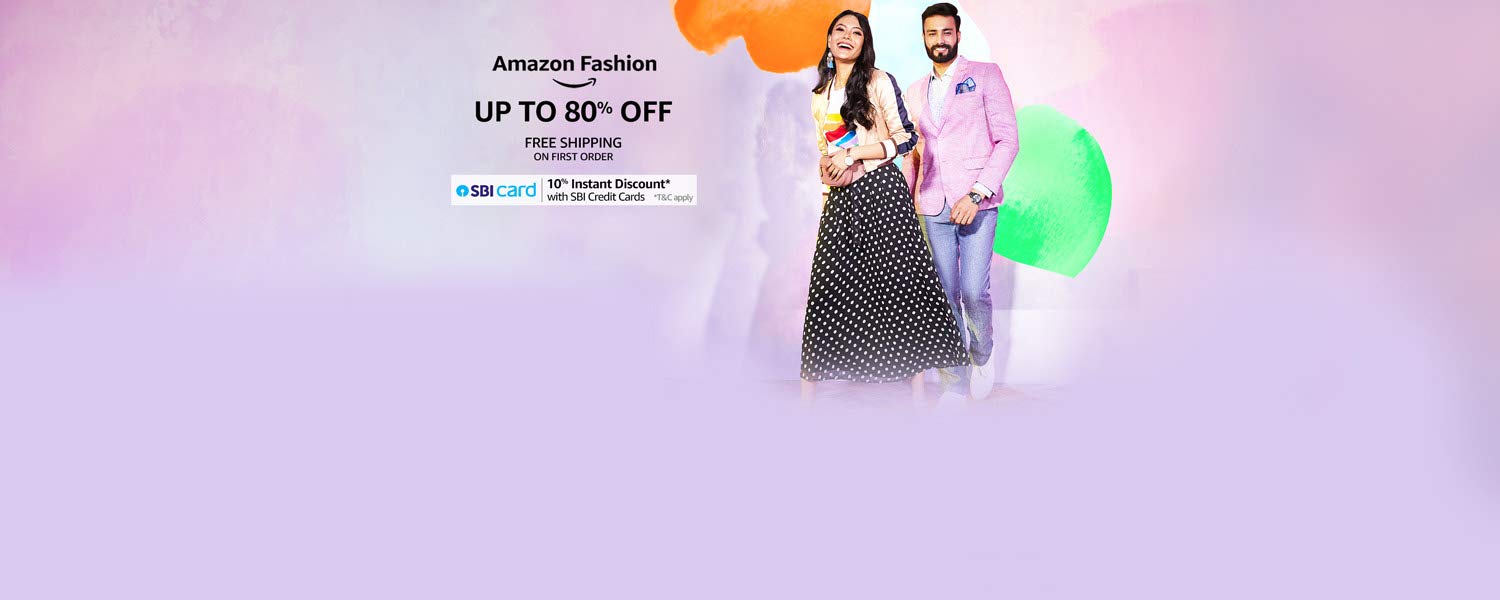 Amazon Fashion
UP TO 80% OFF
FREE SHIPPING
ON FIRST ORDER
SBI card
10% Instant Discount*
with SBI Credit Cards *T&C apply